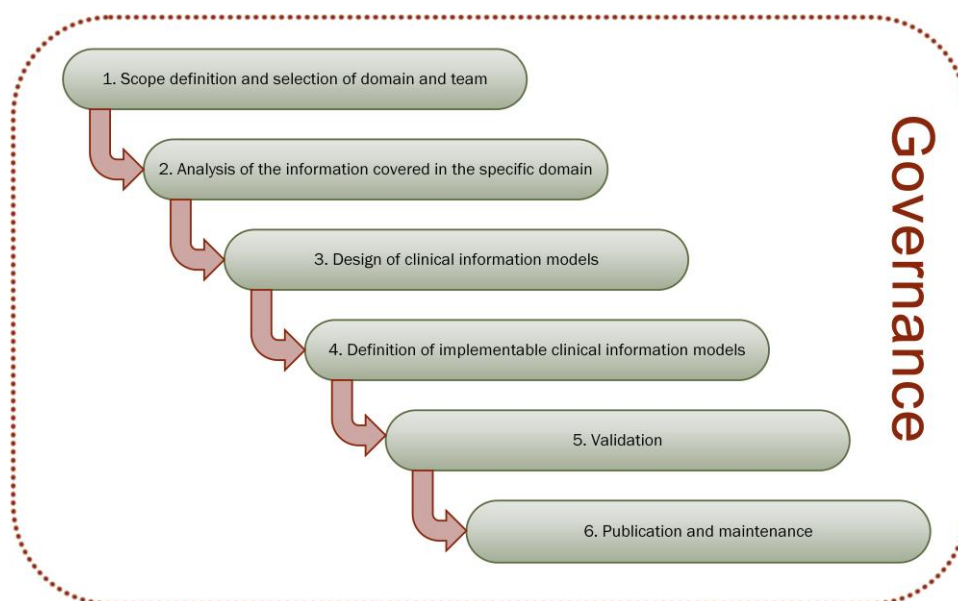 1. Scope definition and selection of domain and team
2. Analysis of the information covered in the specific domain
3. Design of clinical information models
4. Definition of implementable clinical information models
5. Validation
6. Publication and maintenance
Governance